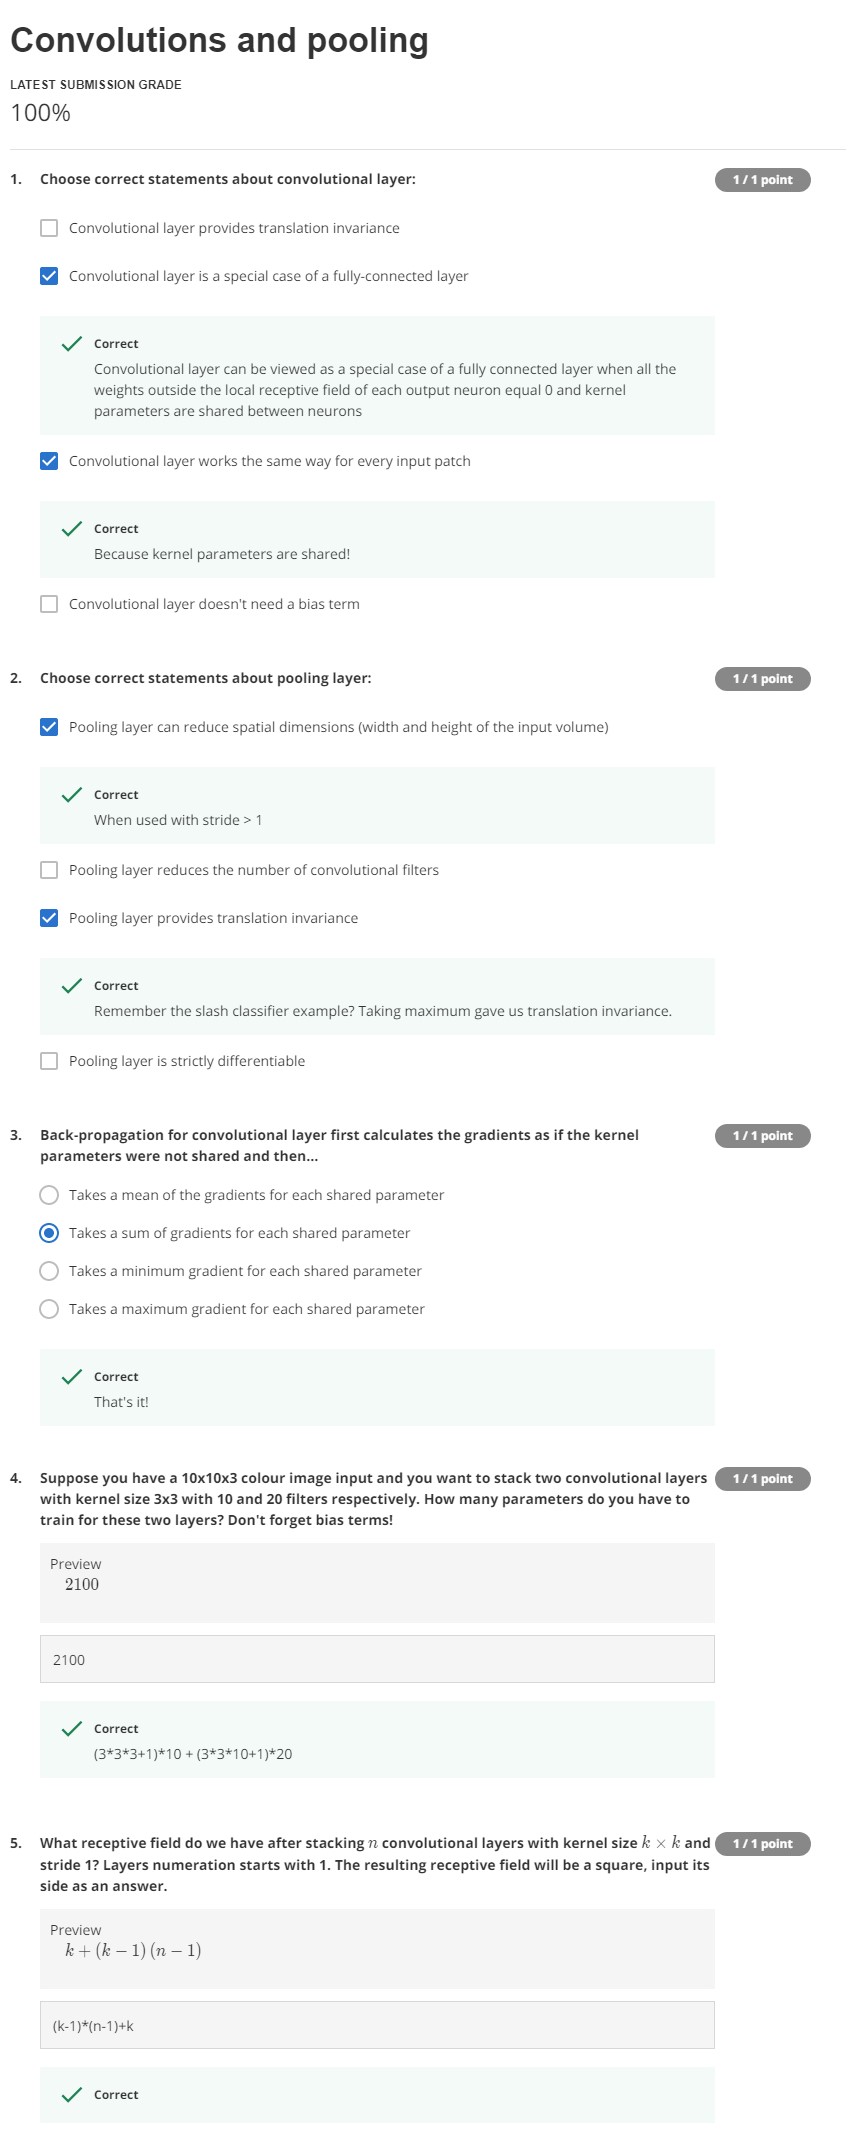 Convolutions and pooling
LATEST SUBMISSION GRADE
100%
1. Choose correct statements about convolutional layer:
1 / 1 point
Convolutional layer provides translation invariance
Convolutional layer is a special case of a fully-connected layer
Correct
Convolutional layer can be viewed as a special case of a fully connected layer when all the
weights outside the local receptive field of each output neuron equal 0 and kernel
parameters are shared between neurons
Convolutional layer works the same way for every input patch
Correct
Because kernel parameters are shared!
Convolutional layer doesn't need a bias term
2. Choose correct statements about pooling layer:
1 / 1 point
Pooling layer can reduce spatial dimensions (width and height of the input volume)
Correct
When used with stride > 1
Pooling layer reduces the number of convolutional filters
Pooling layer provides translation invariance
Correct
Remember the slash classifier example? Taking maximum gave us translation invariance.
Pooling layer is strictly differentiable
3. Back-propagation for convolutional layer first calculates the gradients as if the kernel
1 / 1 point
parameters were not shared and then...
Takes a mean of the gradients for each shared parameter
Takes a sum of gradients for each shared parameter
Takes a minimum gradient for each shared parameter
Takes a maximum gradient for each shared parameter
Correct
That's it!
4. Suppose you have a 10x10x3 colour image input and you want to stack two convolutional layers
1 / 1 point
with kernel size 3x3 with 10 and 20 filters respectively. How many parameters do you have to
train for these two layers? Don't forget bias terms!
Preview
2100
2100
Correct
(3*3*3+1)*10 + (3*3*10+1)*20
5. What receptive field do we have after stacking n convolutional layers with kernel size k × k and
1 / 1 point
stride 1? Layers numeration starts with 1. The resulting receptive field will be a square, input its
side as an answer.
Preview
k + (k − 1) (n − 1)
(k-1)*(n-1)+k
Correct